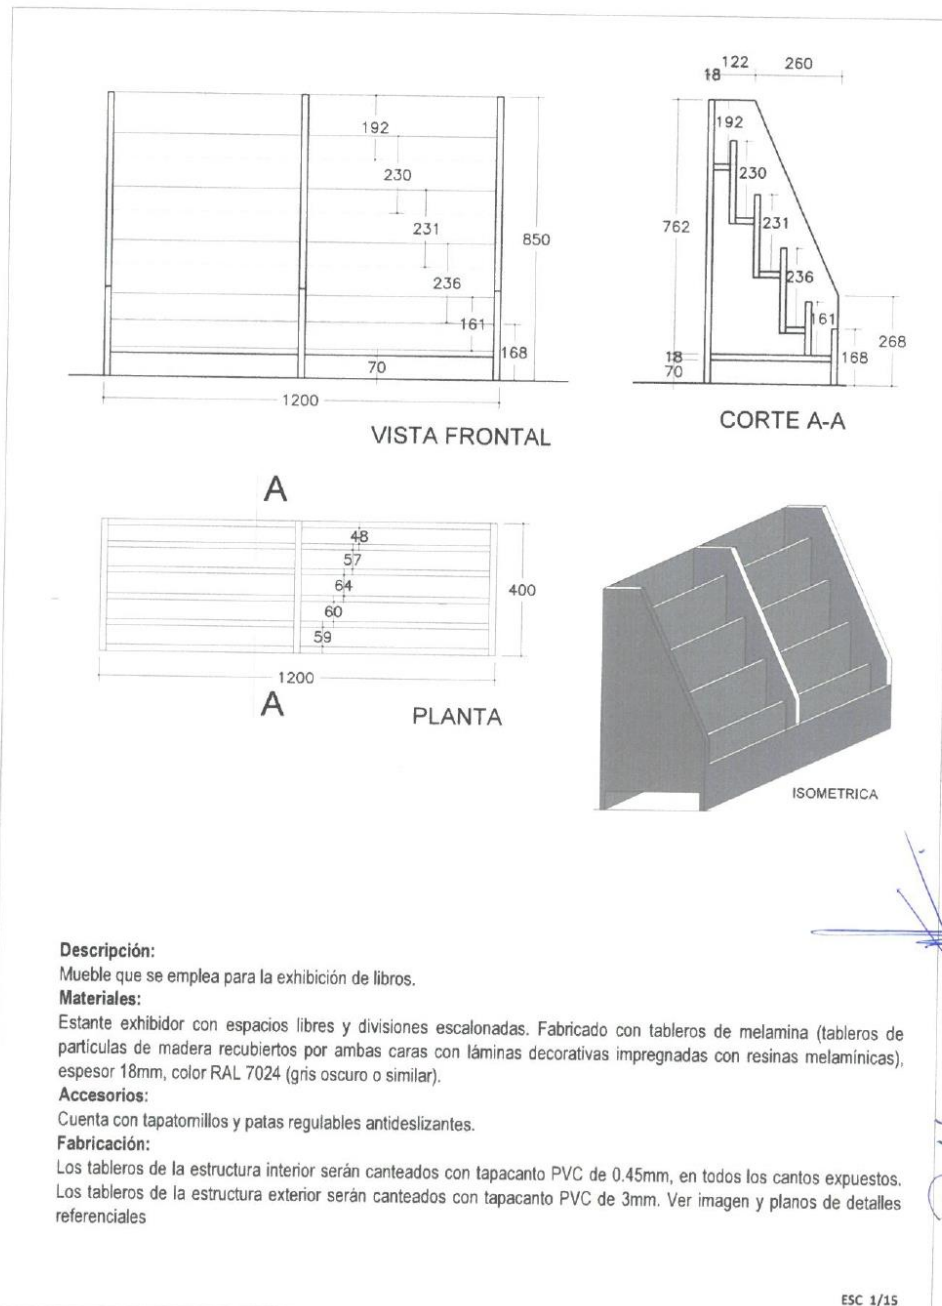 122
260
18
192
230
231
236
161
168
70
850
1200
VISTA FRONTAL
192
230
231
236
161
762
18
70
168
268
CORTE A-A
A
48
57
64
60
59
400
1200
A
PLANTA
ISOMETRICA
Descripción:
Mueble que se emplea para la exhibición de libros.
Materiales:
Estante exhibidor con espacios libres y divisiones escalonadas. Fabricado con tableros de melamina (tableros de
partículas de madera recubiertos por ambas caras con láminas decorativas impregnadas con resinas melamínicas),
espesor 18mm, color RAL 7024 (gris oscuro o similar).
Accesorios:
Cuenta con tapatornillos y patas regulables antideslizantes.
Fabricación:
Los tableros de la estructura interior serán canteados con tapacanto PVC de 0.45mm, en todos los cantos expuestos.
Los tableros de la estructura exterior serán canteados con tapacanto PVC de 3mm. Ver imagen y planos de detalles
referenciales
ESC 1/15